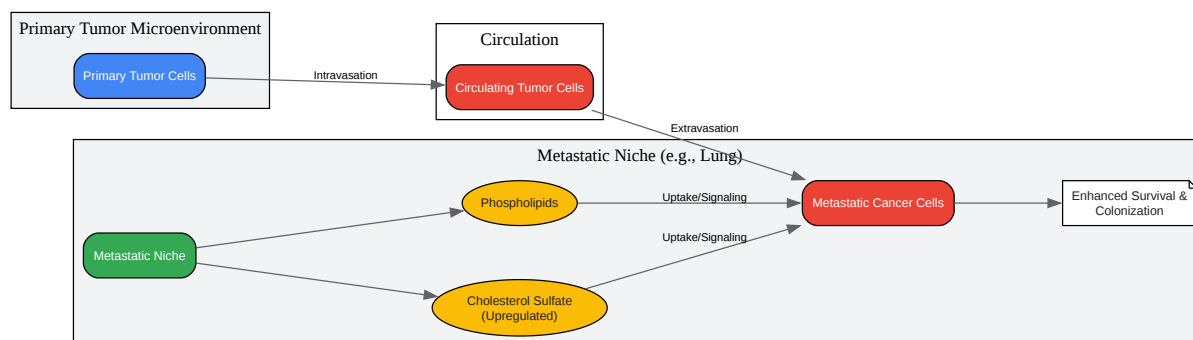 Primary Tumor Microenvironment
Primary Tumor Cells
Intravasation
Circulation
Circulating Tumor Cells
Extravasation
Metastatic Niche (e.g., Lung)
Metastatic Niche
Phospholipids
Uptake/Signaling
Metastatic Cancer Cells
Enhanced Survival &
Colonization
Uptake/Signaling
Cholesterol Sulfate
(Upregulated)